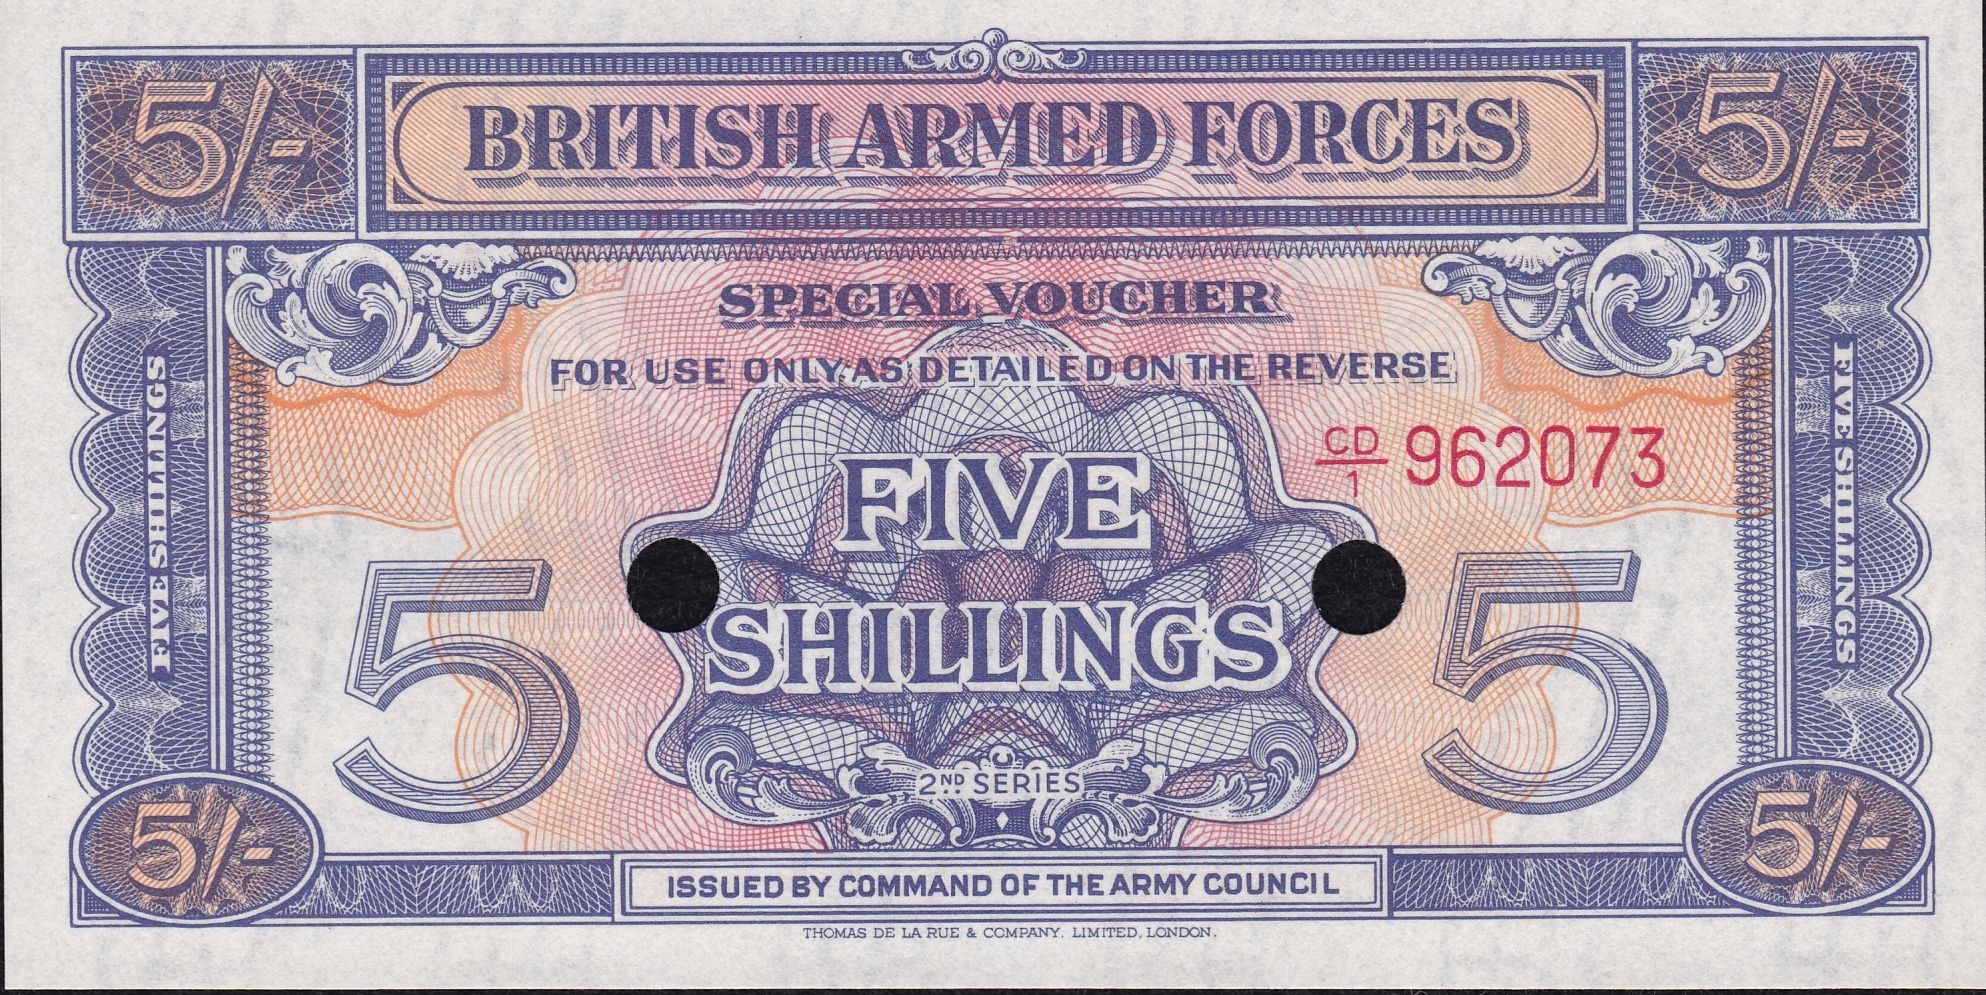 5/- BRITISH ARMED FORCES 5/-
SPECIAL VOUCHER
FOR USE ONLY AS DETAILED ON THE REVERSE
CD/1 962073
FIVE SHILLINGS
FIVE SHILLINGS
FIVE
SHILLINGS
5 5
2ND SERIES
5/- 5/-
ISSUED BY COMMAND OF THE ARMY COUNCIL
THOMAS DE LA RUE & COMPANY, LIMITED, LONDON.